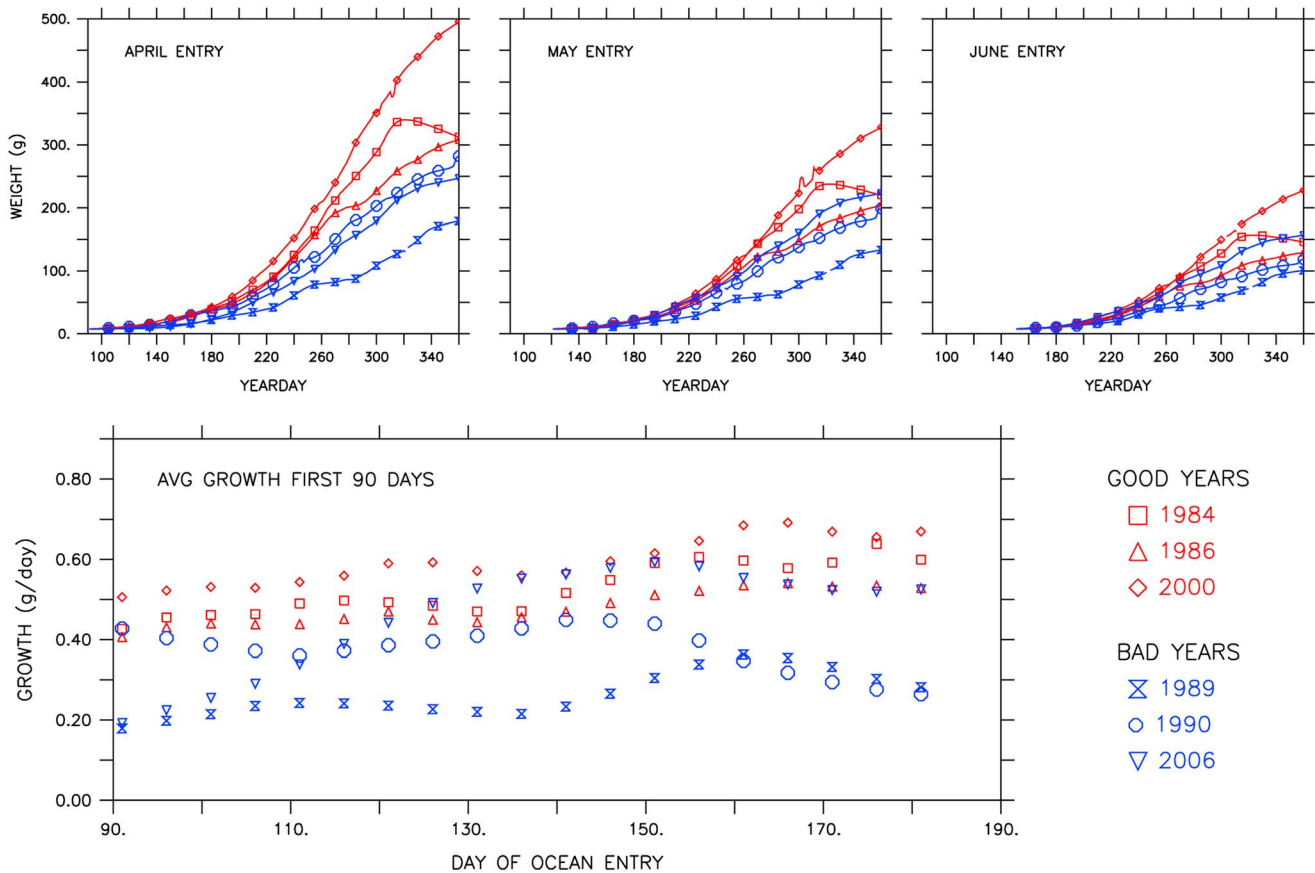 500.
400.
300.
200.
100.
0.
WEIGHT (g)
APRIL ENTRY
100 140 180 220 260 300 340
YEARDAY
MAY ENTRY
100 140 180 220 260 300 340
YEARDAY
JUNE ENTRY
100 140 180 220 260 300 340
YEARDAY
AVG GROWTH FIRST 90 DAYS
0.80
0.60
0.40
0.20
0.00
GROWTH (g/day)
90. 110. 130. 150. 170. 190.
DAY OF OCEAN ENTRY
GOOD YEARS
1984
1986
2000
BAD YEARS
1989
1990
2006